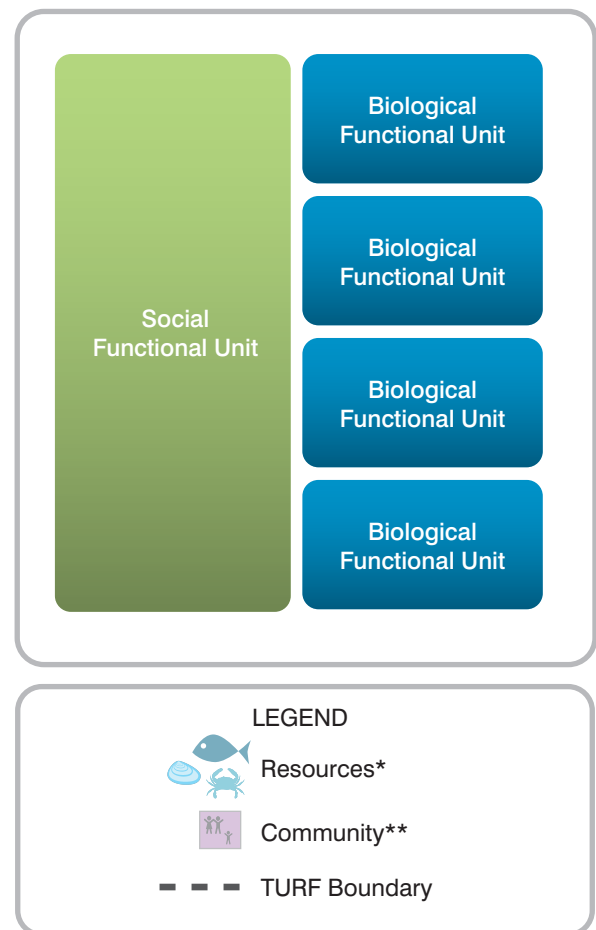 Social
Functional Unit
Biological
Functional Unit
Biological
Functional Unit
Biological
Functional Unit
Biological
Functional Unit
LEGEND
Resources*
Community**
TURF Boundary